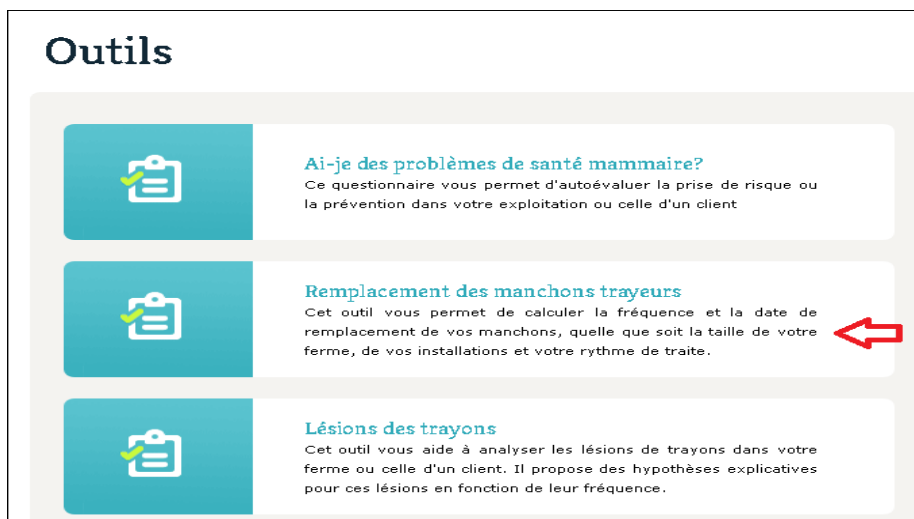 Outils
Ai-je des problèmes de santé mammaire?
Ce questionnaire vous permet d'autoévaluer la prise de risque ou
la prévention dans votre exploitation ou celle d'un client
Remplacement des manchons trayeurs
Cet outil vous permet de calculer la fréquence et la date de
remplacement de vos manchons, quelle que soit la taille de votre
ferme, de vos installations et votre rythme de traite.
Lésions des trayons
Cet outil vous aide à analyser les lésions de trayons dans votre
ferme ou celle d'un client. Il propose des hypothèses explicatives
pour ces lésions en fonction de leur fréquence.